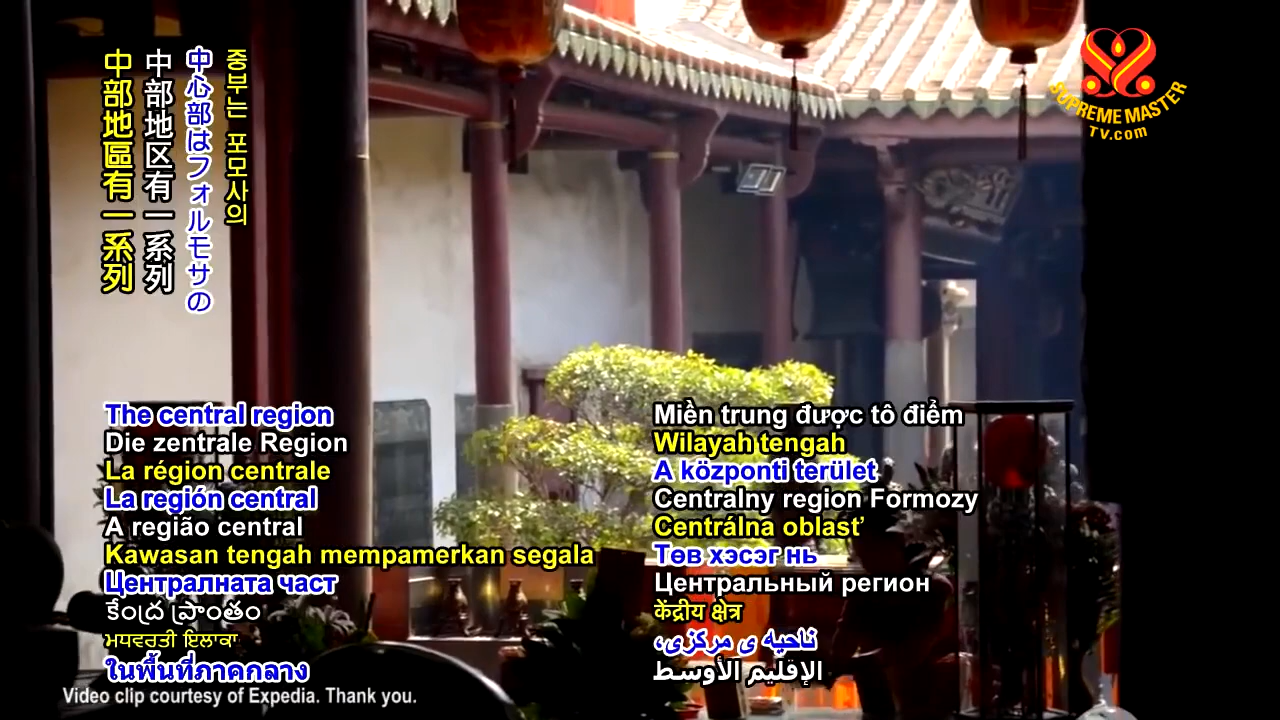 中部地區有一系列
中部地区有一系列
中心部はフォルモサの
중부는 포모사의
SUPREME MASTER
TV.com
The central region
Die zentrale Region
La région centrale
La región central
A região central
Kawasan tengah mempamerkan segala
Централната част
కేంద్ర ప్రాంతం
ਮਧਵਰਤੀ ਇਲਾਕਾ
ในพื้นที่ภาคกลาง
Miền trung được tô điểm
Wilayah tengah
A központi terület
Centralny region Formozy
Centrálna oblasť
Төв хэсэг нь
Центральный регион
केंद्रीय क्षेत्र
ناحیه ی مرکزی،
الإقليم الأوسط
Video clip courtesy of Expedia. Thank you.